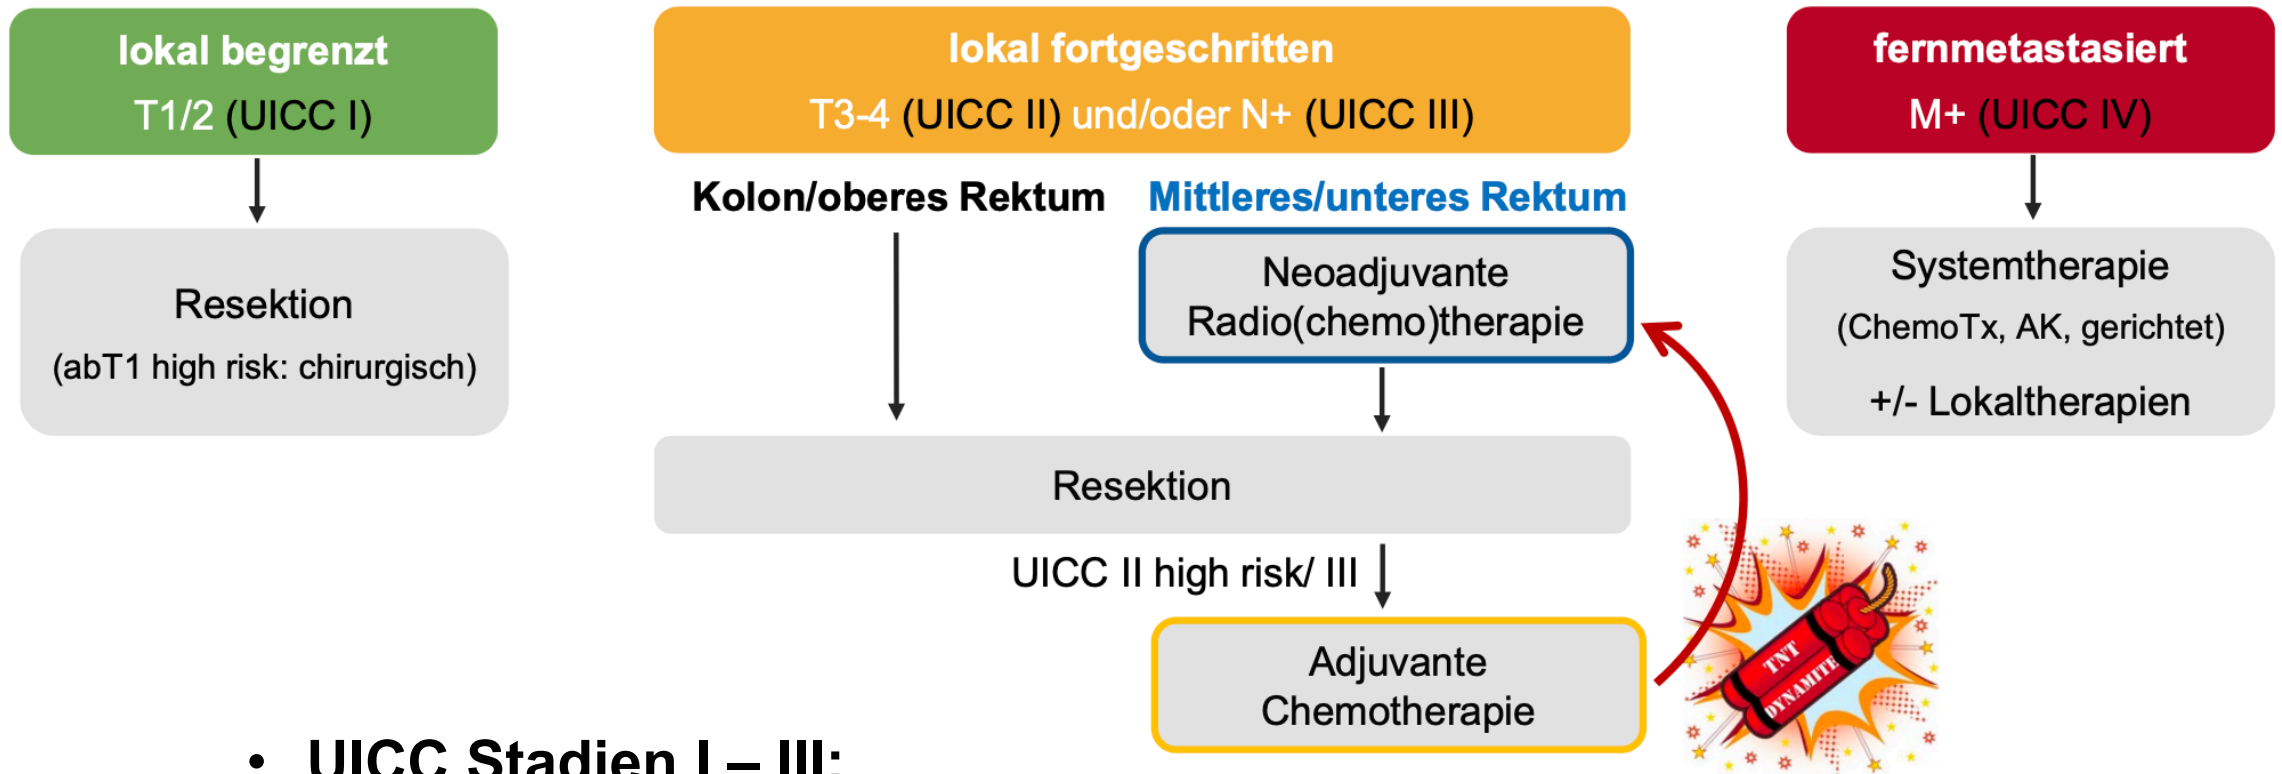 lokal begrenzt
T1/2 (UICC I)
Resektion
(abT1 high risk: chirurgisch)
lokal fortgeschritten
T3-4 (UICC II) und/oder N+ (UICC III)
Kolon/oberes Rektum
Mittleres/unteres Rektum
Neoadjuvante
Radio(chemo)therapie
Resektion
UICC II high risk/ III
Adjuvante
Chemotherapie
fernmetastasiert
M+ (UICC IV)
Systemtherapie
(ChemoTx, AK, gerichtet)
+/- Lokaltherapien
TNT
DYNAMITE
• UICC Stadien I – III: